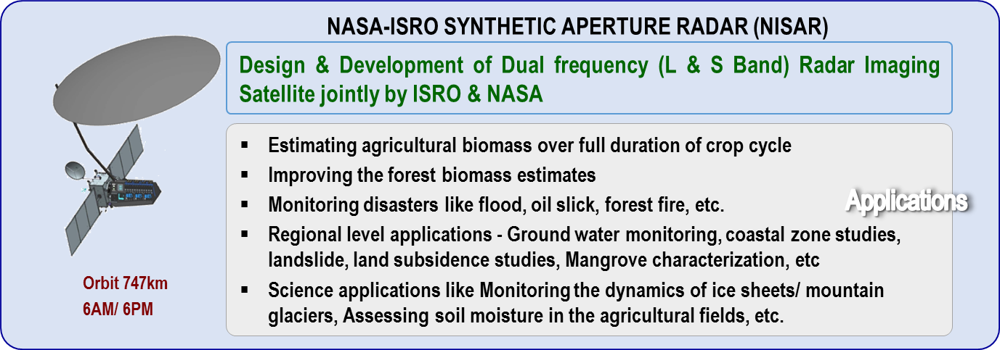 NASA-ISRO SYNTHETIC APERTURE RADAR (NISAR)
Design & Development of Dual frequency (L & S Band) Radar Imaging
Satellite jointly by ISRO & NASA
▪ Estimating agricultural biomass over full duration of crop cycle
▪ Improving the forest biomass estimates
▪ Monitoring disasters like flood, oil slick, forest fire, etc.
Applications
▪ Regional level applications - Ground water monitoring, coastal zone studies,
landslide, land subsidence studies, Mangrove characterization, etc
▪ Science applications like Monitoring the dynamics of ice sheets/ mountain
glaciers, Assessing soil moisture in the agricultural fields, etc.
Orbit 747km
6AM/ 6PM